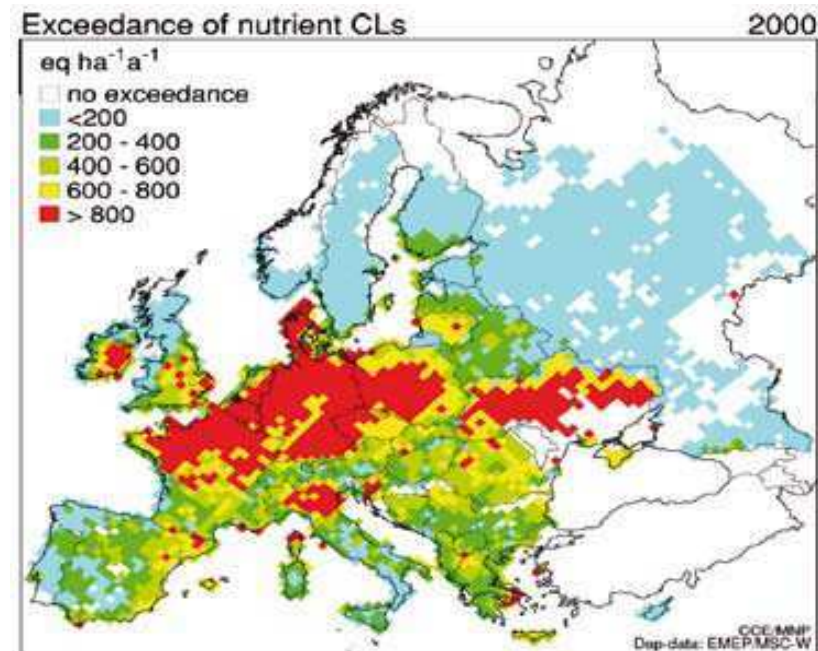 Exceedance of nutrient CLs 2000
eq ha⁻¹a⁻¹
no exceedance
<200
200 - 400
400 - 600
600 - 800
> 800
CCE/MNP
Dep-data: EMEP/MSC-W